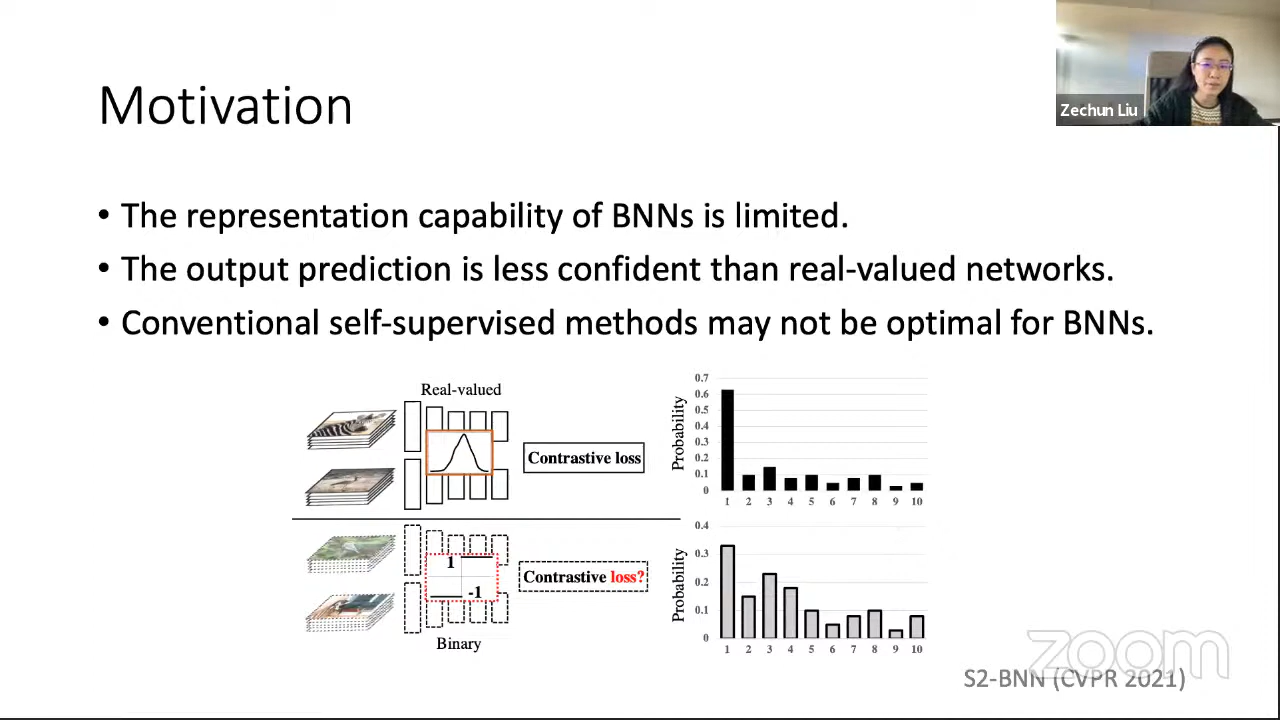 Motivation
Zechun Liu
• The representation capability of BNNs is limited.
• The output prediction is less confident than real-valued networks.
• Conventional self-supervised methods may not be optimal for BNNs.
Real-valued
Contrastive loss
Probability
0.7
0.6
0.5
0.4
0.3
0.2
0.1
0
1 2 3 4 5 6 7 8 9 10
1
-1
Contrastive loss?
Binary
Probability
0.4
0.3
0.2
0.1
0
1 2 3 4 5 6 7 8 9 10
zoom
S2-BNN (CVPR 2021)